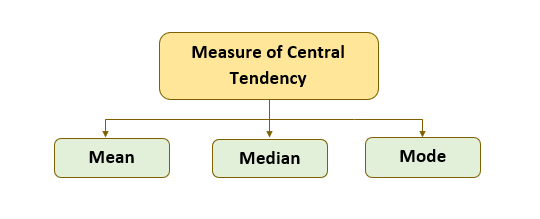 Measure of Central
Tendency
Mean
Median
Mode